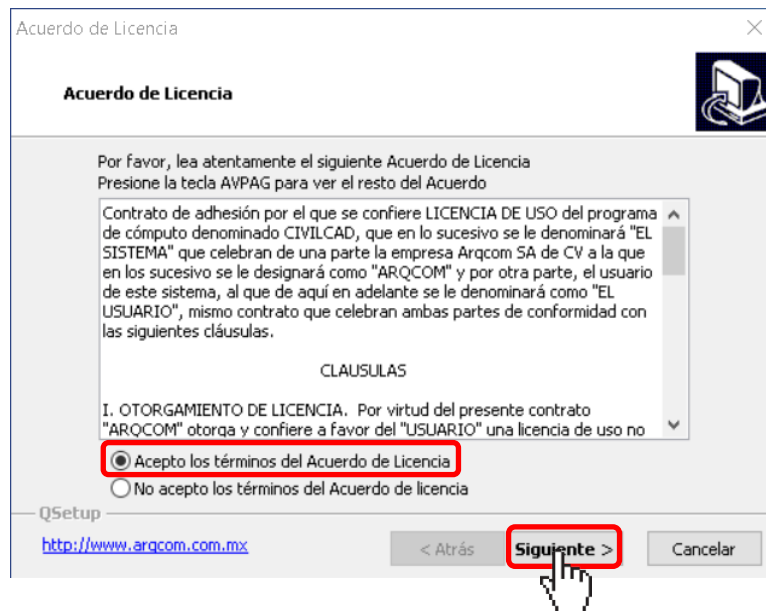 Acuerdo de Licencia
Acuerdo de Licencia
Por favor, lea atentamente el siguiente Acuerdo de Licencia
Presione la tecla AVPAG para ver el resto del Acuerdo
Contrato de adhesión por el que se confiere LICENCIA DE USO del programa
de cómputo denominado CIVILCAD, que en lo sucesivo se le denominará "EL
SISTEMA" que celebran de una parte la empresa Arqcom SA de CV a la que
en los sucesivo se le designará como "ARQCOM" y por otra parte, el usuario
de este sistema, al que de aquí en adelante se le denominará como "EL
USUARIO", mismo contrato que celebran ambas partes de conformidad con
las siguientes cláusulas.
CLAUSULAS
I. OTORGAMIENTO DE LICENCIA.  Por virtud del presente contrato
"ARQCOM" otorga y confiere a favor del "USUARIO" una licencia de uso no
Acepto los términos del Acuerdo de Licencia
No acepto los términos del Acuerdo de licencia
QSetup
http://www.arqcom.com.mx
< Atrás
Siguiente >
Cancelar